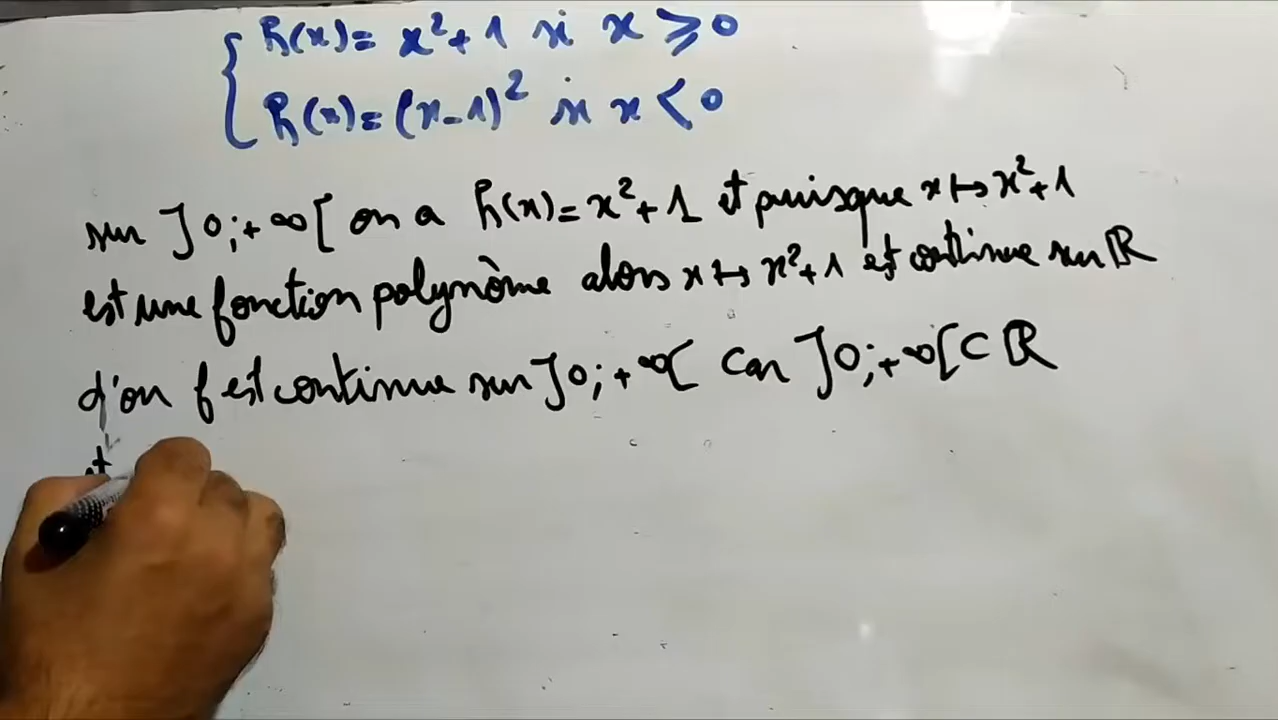 { h(x) = x²+1 si x ⩾ 0
h(x) = (x-1)² si x < 0
sur ]0;+∞[ on a h(x) = x²+1 et puisque x ↦ x²+1
est une fonction polynôme alors x ↦ x²+1 est continue sur ℝ
d'ou f est continue sur ]0;+∞[ car ]0;+∞[ ⊂ ℝ
et